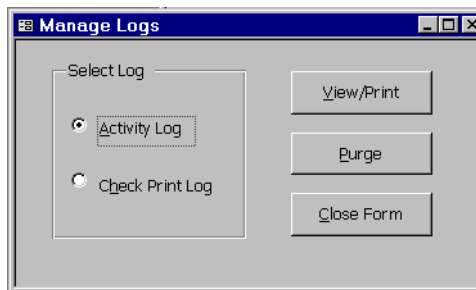 Manage Logs
Select Log
Activity Log
Check Print Log
View/Print
Purge
Close Form